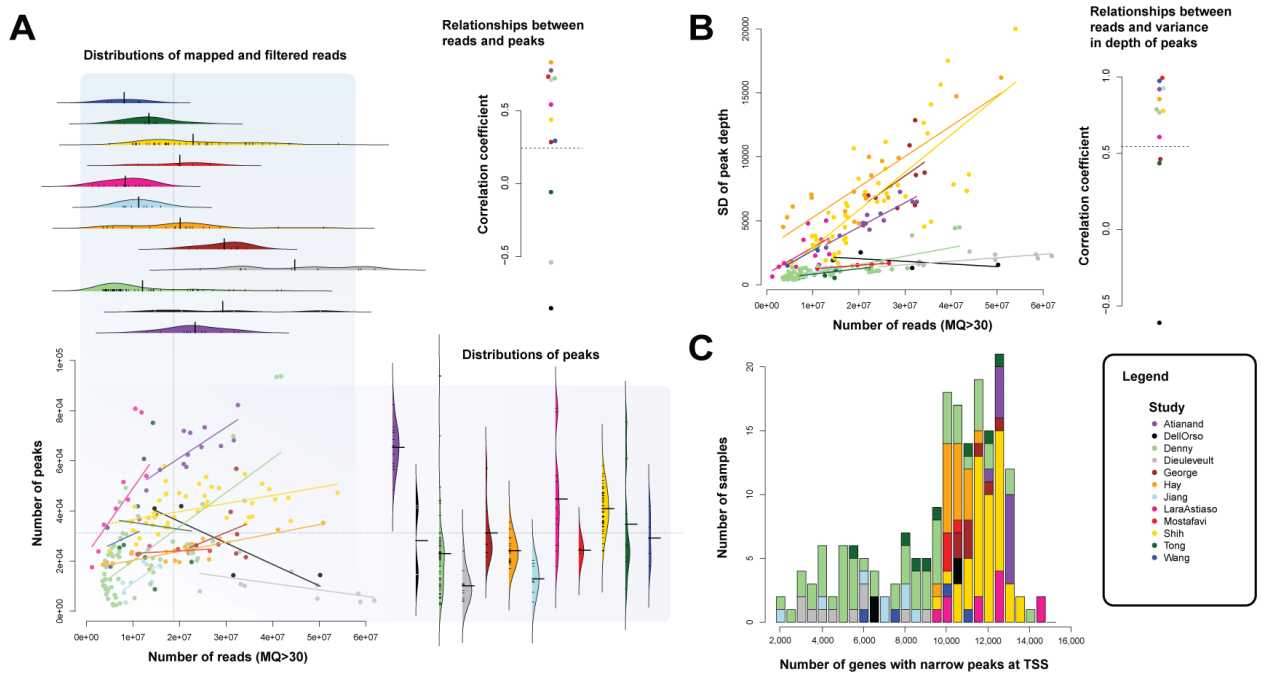 A
Distributions of mapped and filtered reads
Relationships between
reads and peaks
Correlation coefficient
0.5
0.0
−0.5
Number of peaks
1e+05
8e+04
6e+04
4e+04
2e+04
0e+00
0e+00 1e+07 2e+07 3e+07 4e+07 5e+07 6e+07
Number of reads (MQ>30)
Distributions of peaks
B
SD of peak depth
20000
15000
10000
5000
0
0e+00 1e+07 2e+07 3e+07 4e+07 5e+07 6e+07
Number of reads (MQ>30)
Relationships between
reads and variance
in depth of peaks
Correlation coefficient
1.0
0.5
0.0
−0.5
C
Number of samples
20
15
10
5
0
2,000 4,000 6,000 8,000 10,000 12,000 14,000 16,000
Number of genes with narrow peaks at TSS
Legend
Study
Atianand
DellOrso
Denny
Dieuleveult
George
Hay
Jiang
LaraAstiaso
Mostafavi
Shih
Tong
Wang